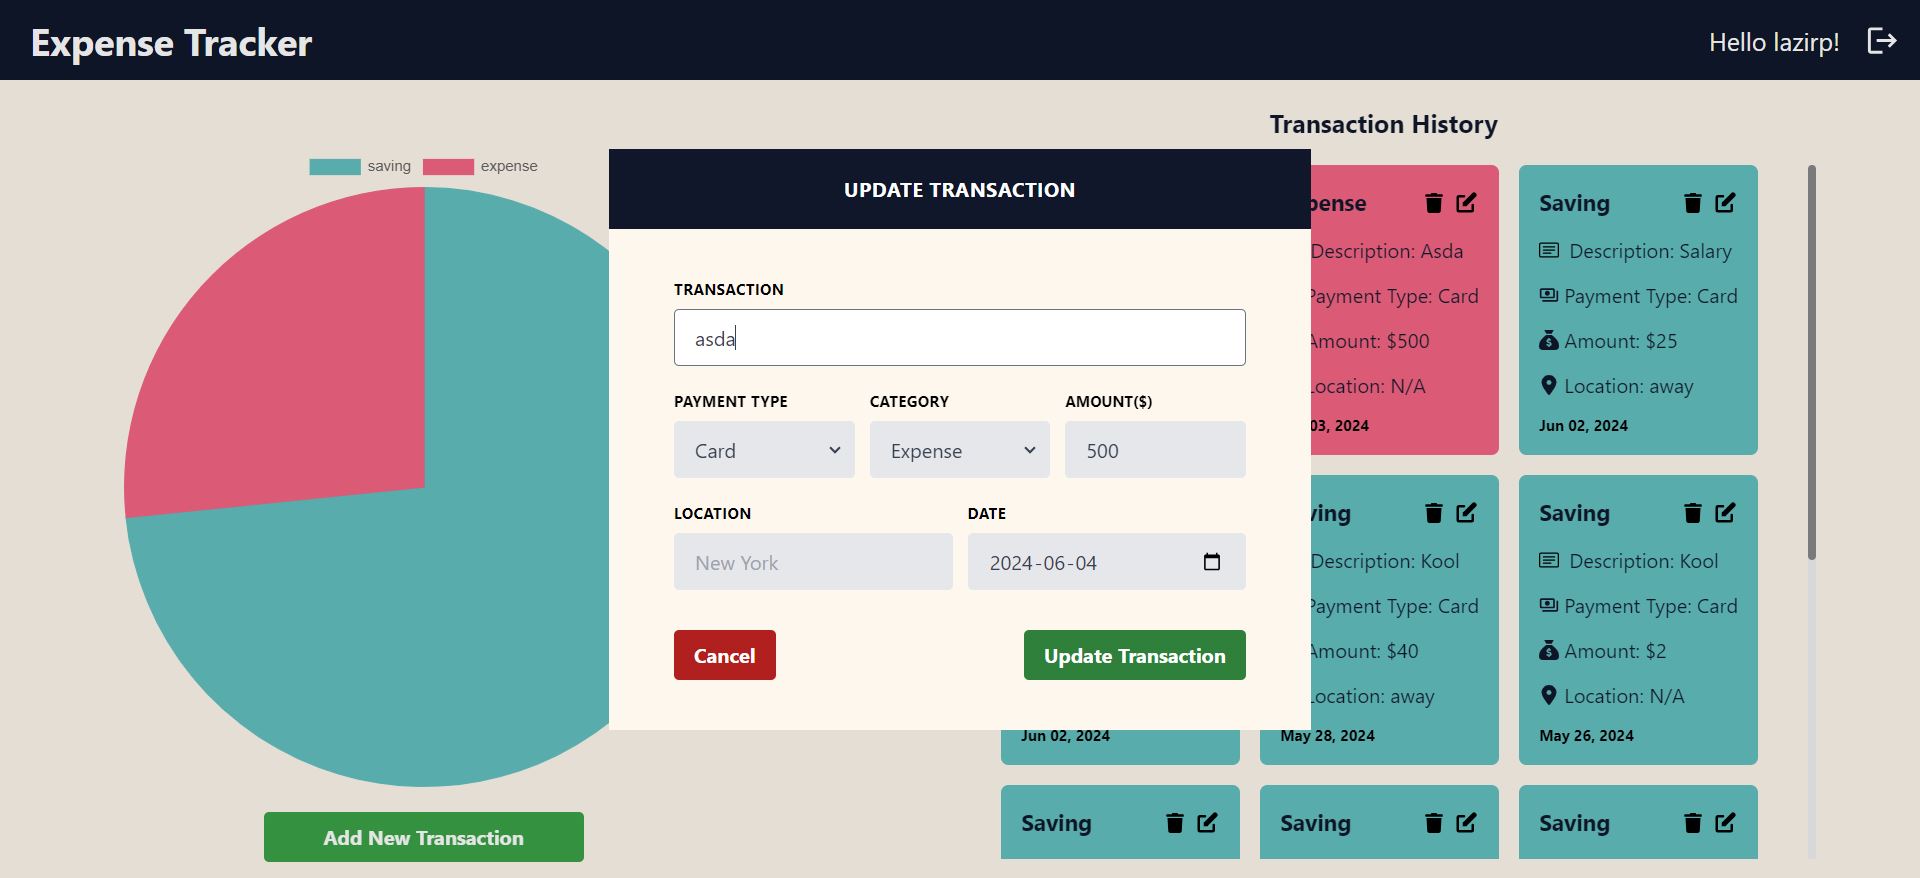 Expense Tracker
Hello lazirp!
saving expense
Add New Transaction
UPDATE TRANSACTION
TRANSACTION
asda
PAYMENT TYPE CATEGORY AMOUNT($)
Card Expense 500
LOCATION DATE
New York 2024-06-04
Cancel Update Transaction
Transaction History
pense
Description: Asda
Payment Type: Card
Amount: $500
Location: N/A
03, 2024
Saving
Description: Salary
Payment Type: Card
Amount: $25
Location: away
Jun 02, 2024
Jun 02, 2024
ving
Description: Kool
Payment Type: Card
Amount: $40
Location: away
May 28, 2024
Saving
Description: Kool
Payment Type: Card
Amount: $2
Location: N/A
May 26, 2024
Saving
Saving
Saving